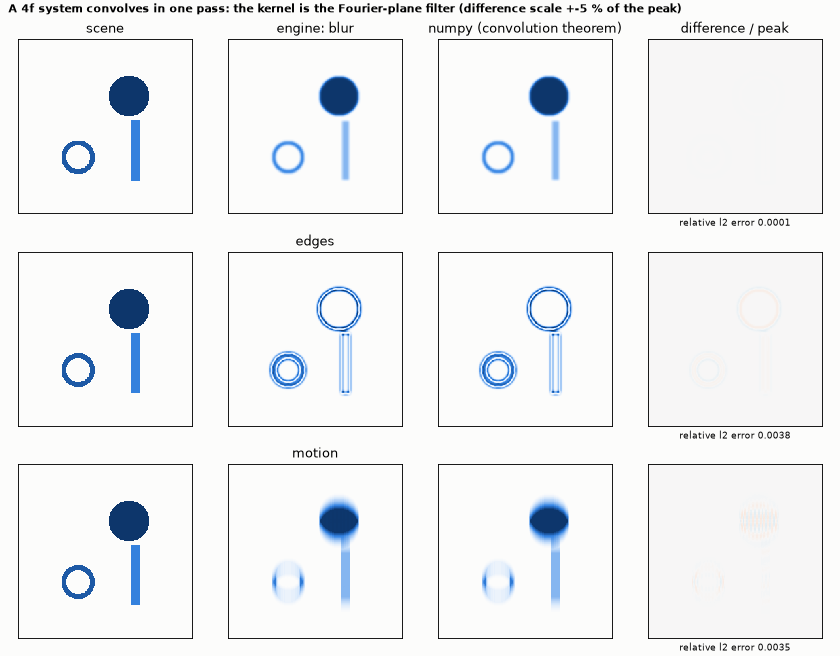 A 4f system convolves in one pass: the kernel is the Fourier-plane filter (difference scale +-5 % of the peak)
scene
engine: blur
numpy (convolution theorem)
difference / peak
relative l2 error 0.0001
edges
relative l2 error 0.0038
motion
relative l2 error 0.0035